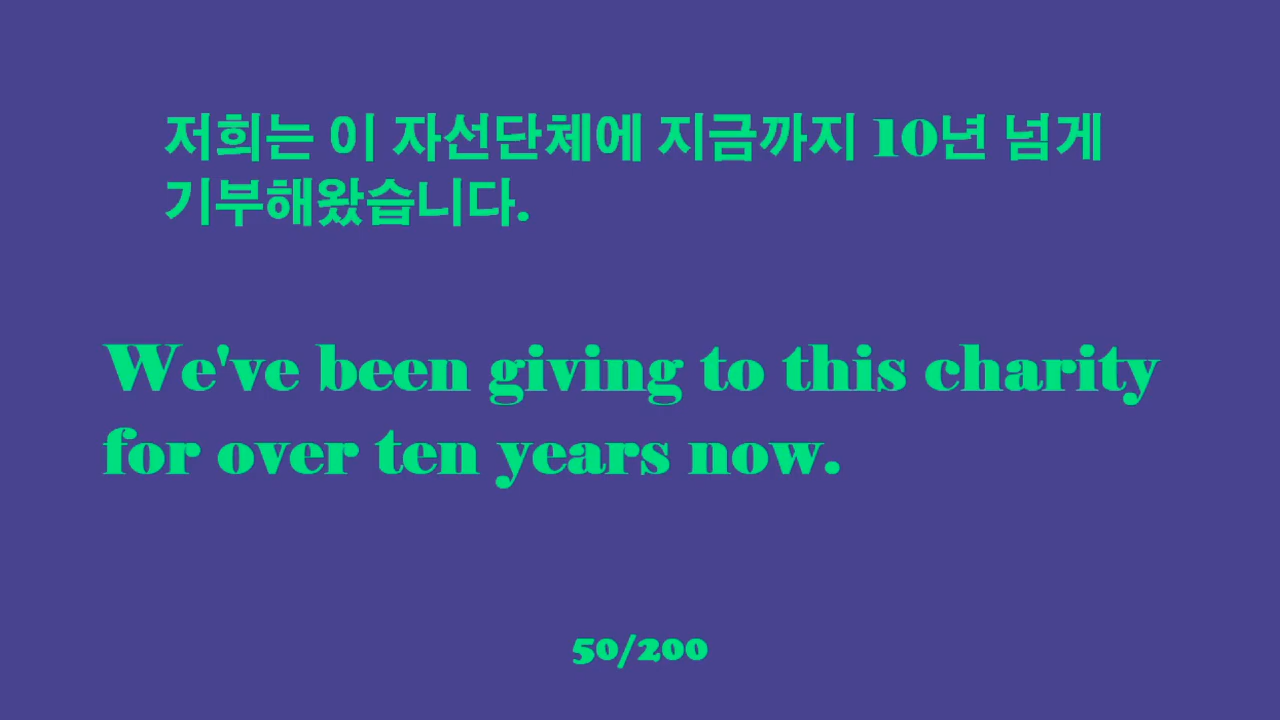 저희는 이 자선단체에 지금까지 10년 넘게
기부해왔습니다.
We've been giving to this charity
for over ten years now.
50/200